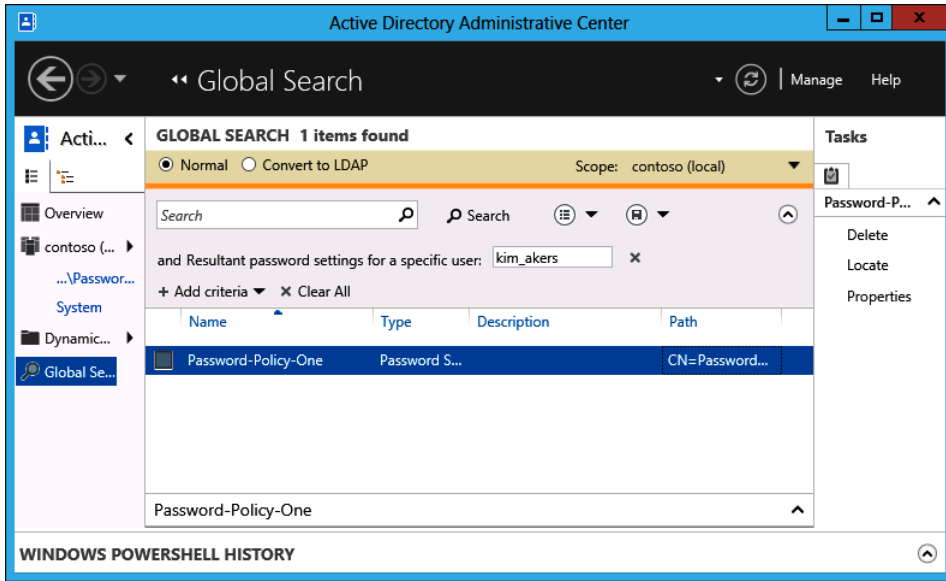 Active Directory Administrative Center
Global Search
Manage Help
Acti...
Overview
contoso (...
...\Passwor...
System
Dynamic...
Global Se...
GLOBAL SEARCH 1 items found
Normal Convert to LDAP Scope: contoso (local)
Search Search
and Resultant password settings for a specific user: kim_akers
+ Add criteria Clear All
Name Type Description Path
Password-Policy-One Password S... CN=Password...
Password-Policy-One
Tasks
Password-P...
Delete
Locate
Properties
WINDOWS POWERSHELL HISTORY